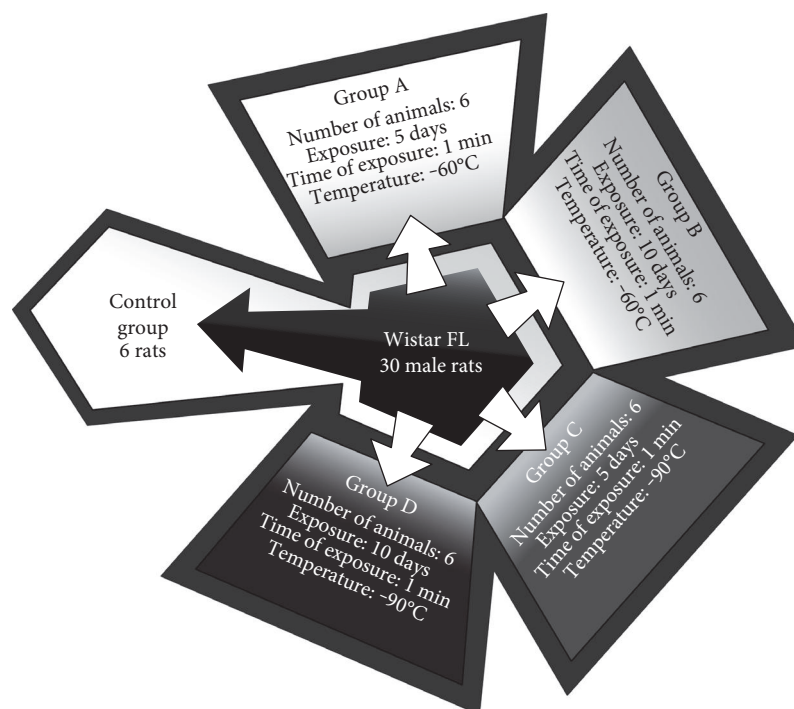 Group A
Number of animals: 6
Exposure: 5 days
Time of exposure: 1 min
Temperature: -60°C
Group B
Number of animals: 6
Exposure: 10 days
Time of exposure: 1 min
Temperature: -60°C
Control
group
6 rats
Wistar FL
30 male rats
Group C
Number of animals: 6
Exposure: 5 days
Time of exposure: 1 min
Temperature: -90°C
Group D
Number of animals: 6
Exposure: 10 days
Time of exposure: 1 min
Temperature: -90°C